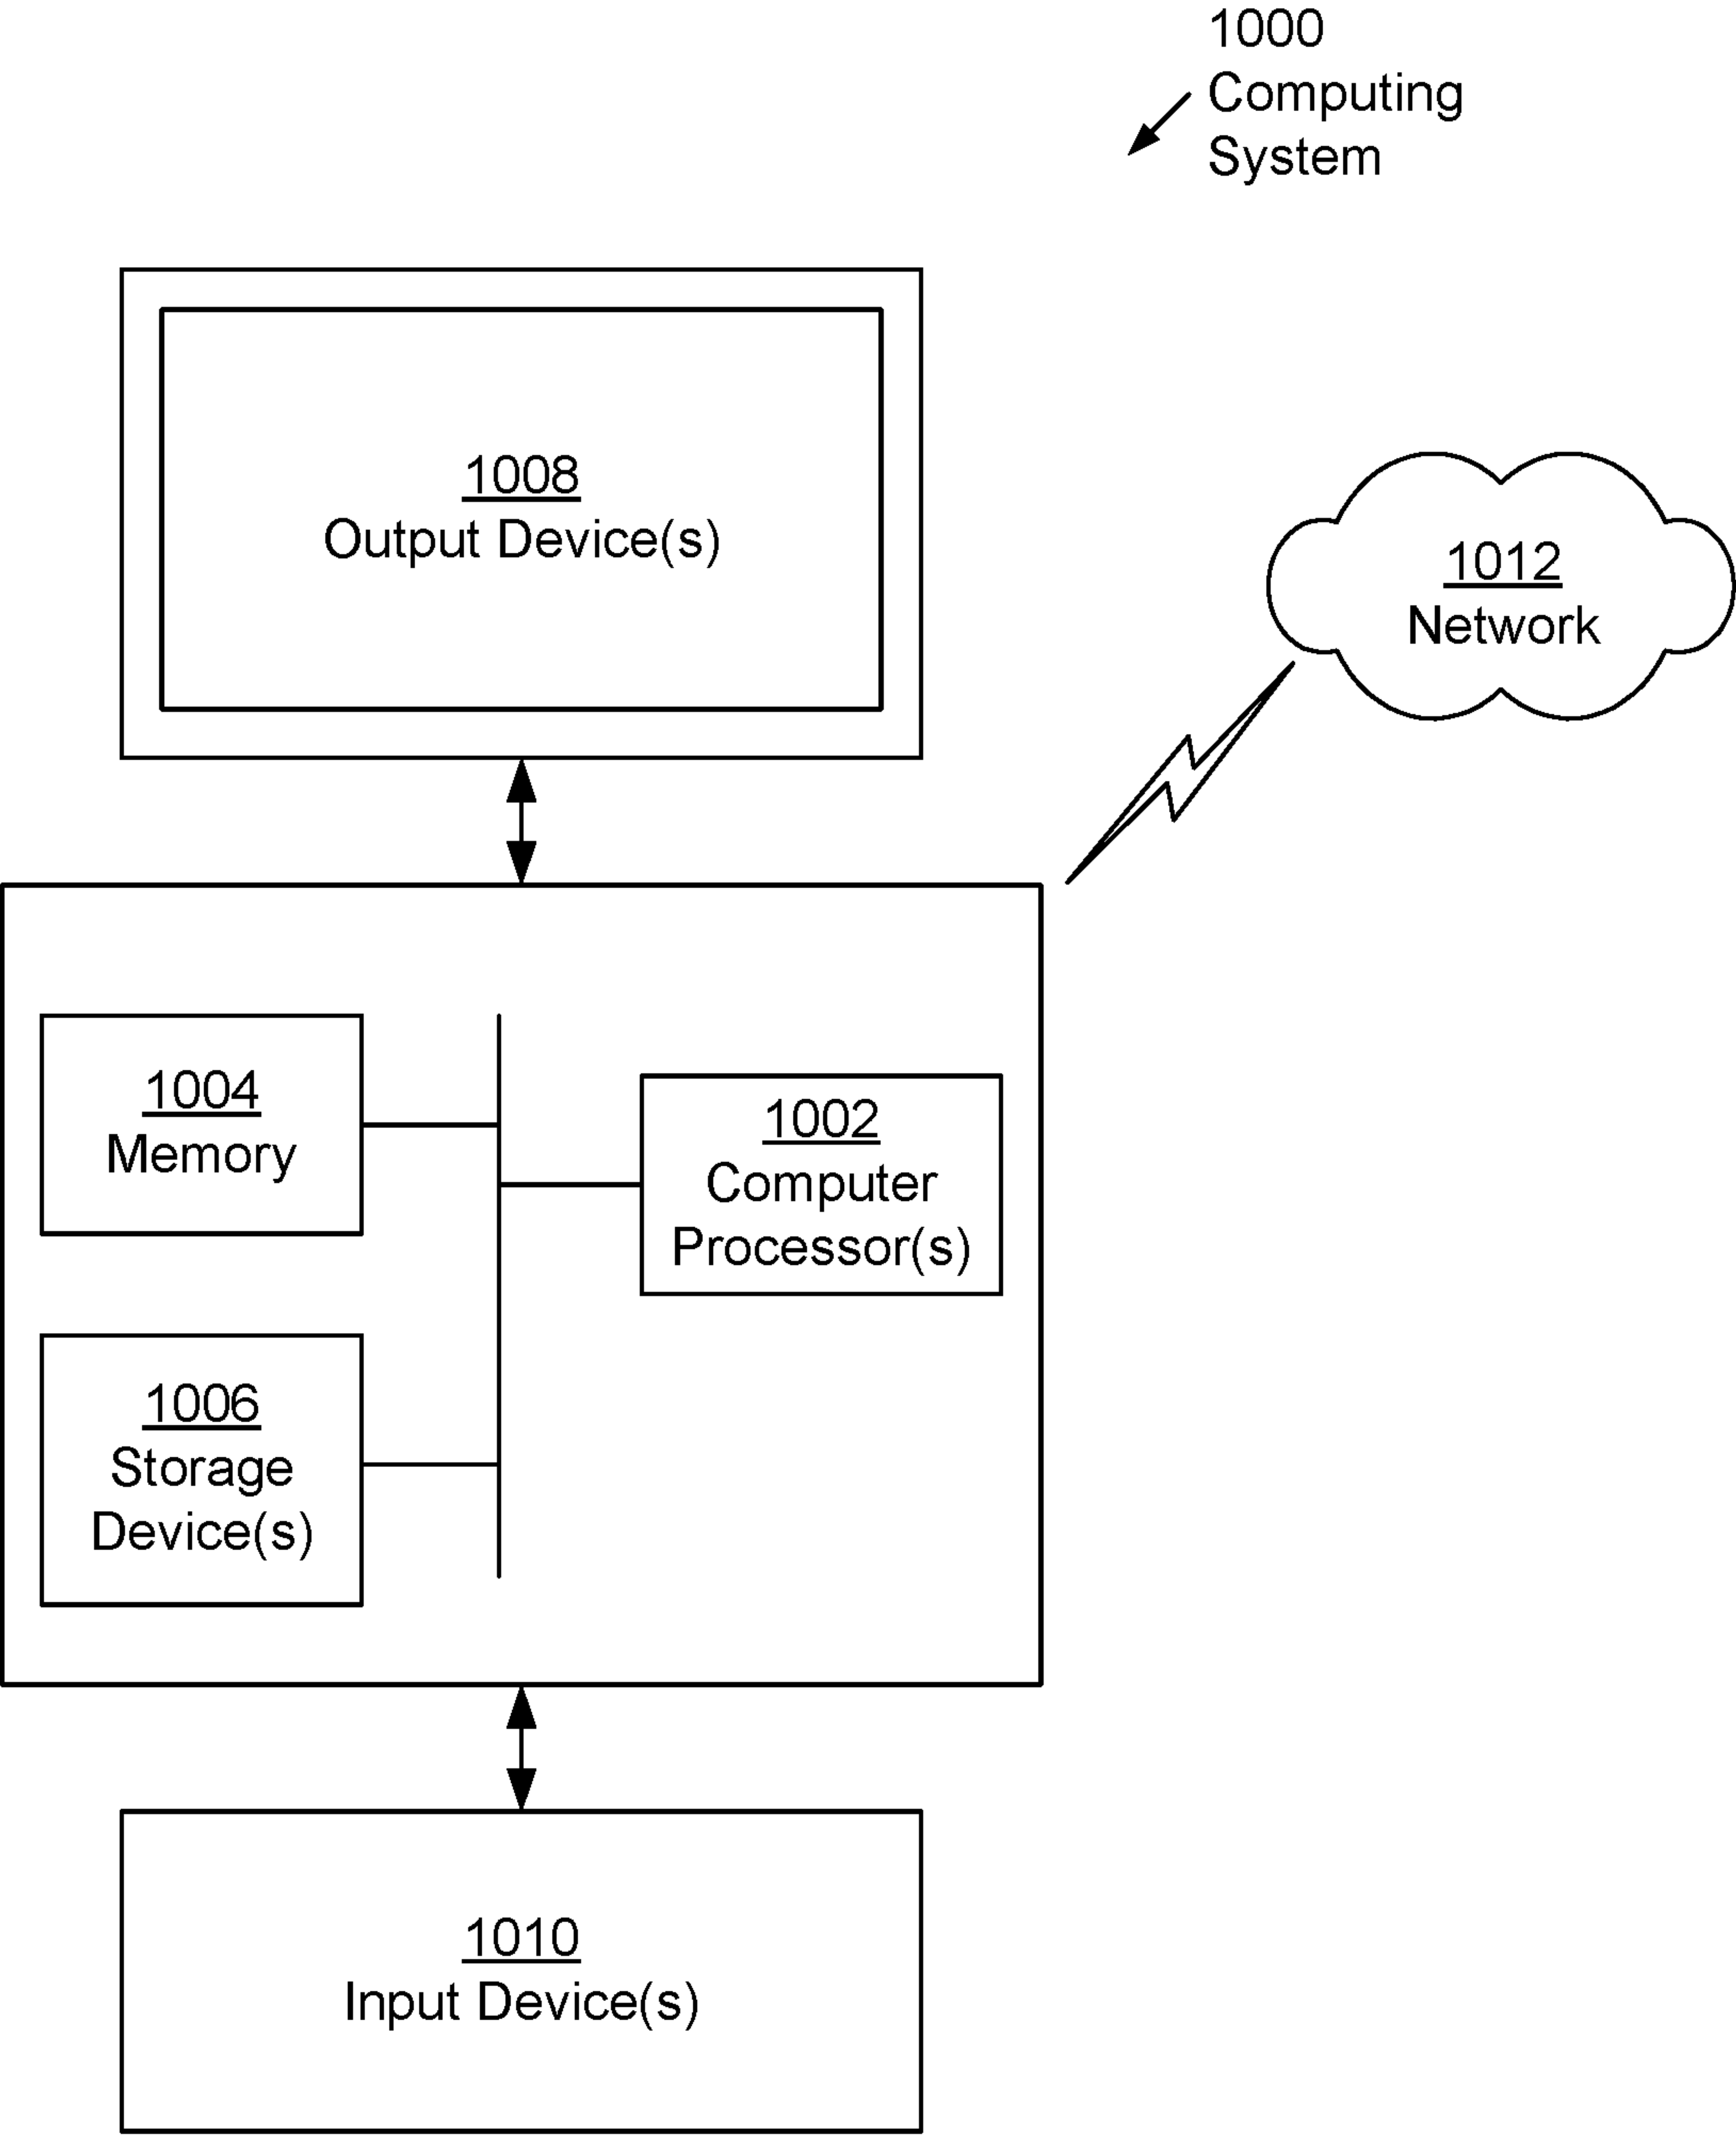 1000
Computing
System
1008
Output Device(s)
1012
Network
1004
Memory
1002
Computer
Processor(s)
1006
Storage
Device(s)
1010
Input Device(s)